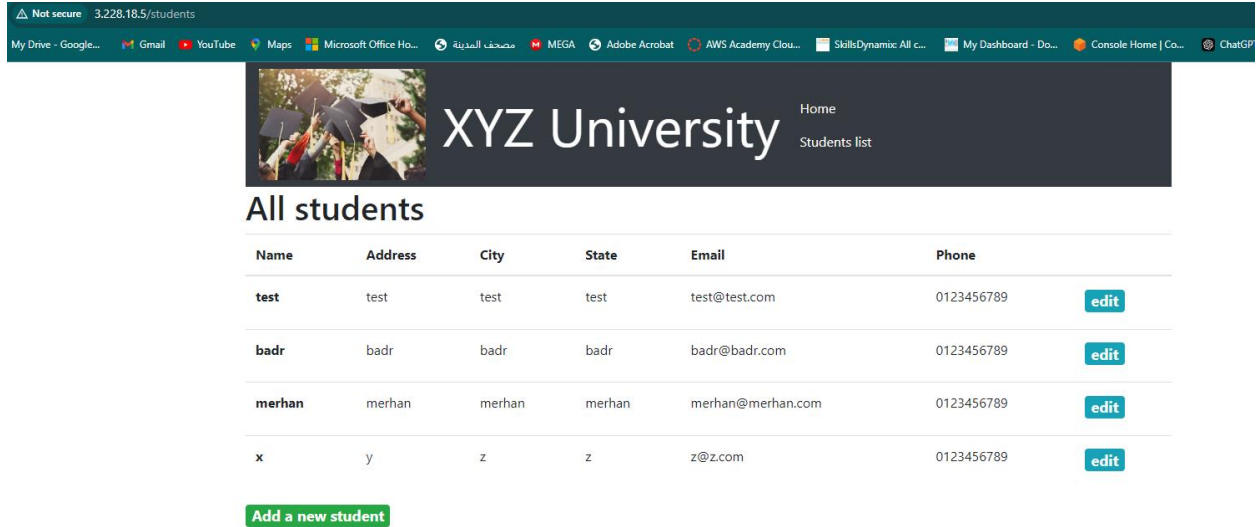 Not secure 3.228.18.5/students
My Drive - Google... Gmail YouTube Maps Microsoft Office Ho... مصحف المدينة MEGA Adobe Acrobat AWS Academy Clou... SkillsDynamix: All c... My Dashboard - Do... Console Home | Co... ChatGPT
XYZ University
Home
Students list
All students
Name Address City State Email Phone
test test test test test@test.com 0123456789 edit
badr badr badr badr badr@badr.com 0123456789 edit
merhan merhan merhan merhan merhan@merhan.com 0123456789 edit
x y z z z@z.com 0123456789 edit
Add a new student